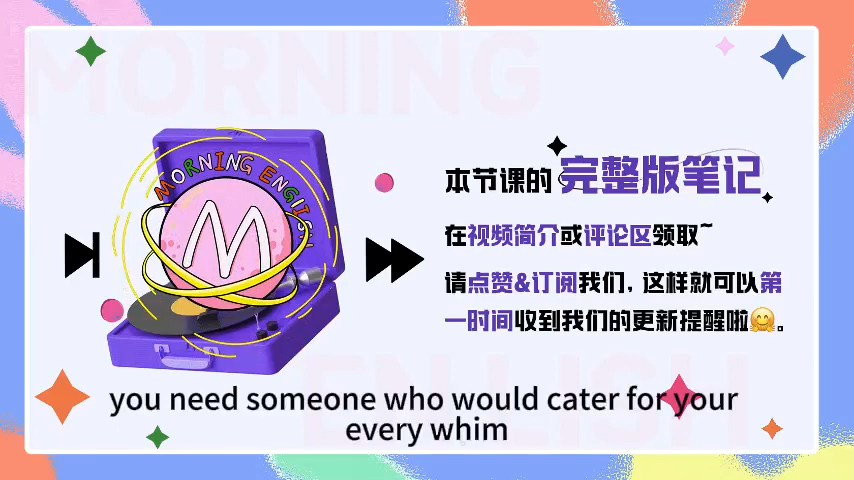 MORNING
MORNING ENGLISH
M
本节课的 完整版笔记
在视频简介或评论区领取~
请点赞&订阅我们，这样就可以第
一时间收到我们的更新提醒啦🤗。
you need someone who would cater for your
every whim
ENGLISH